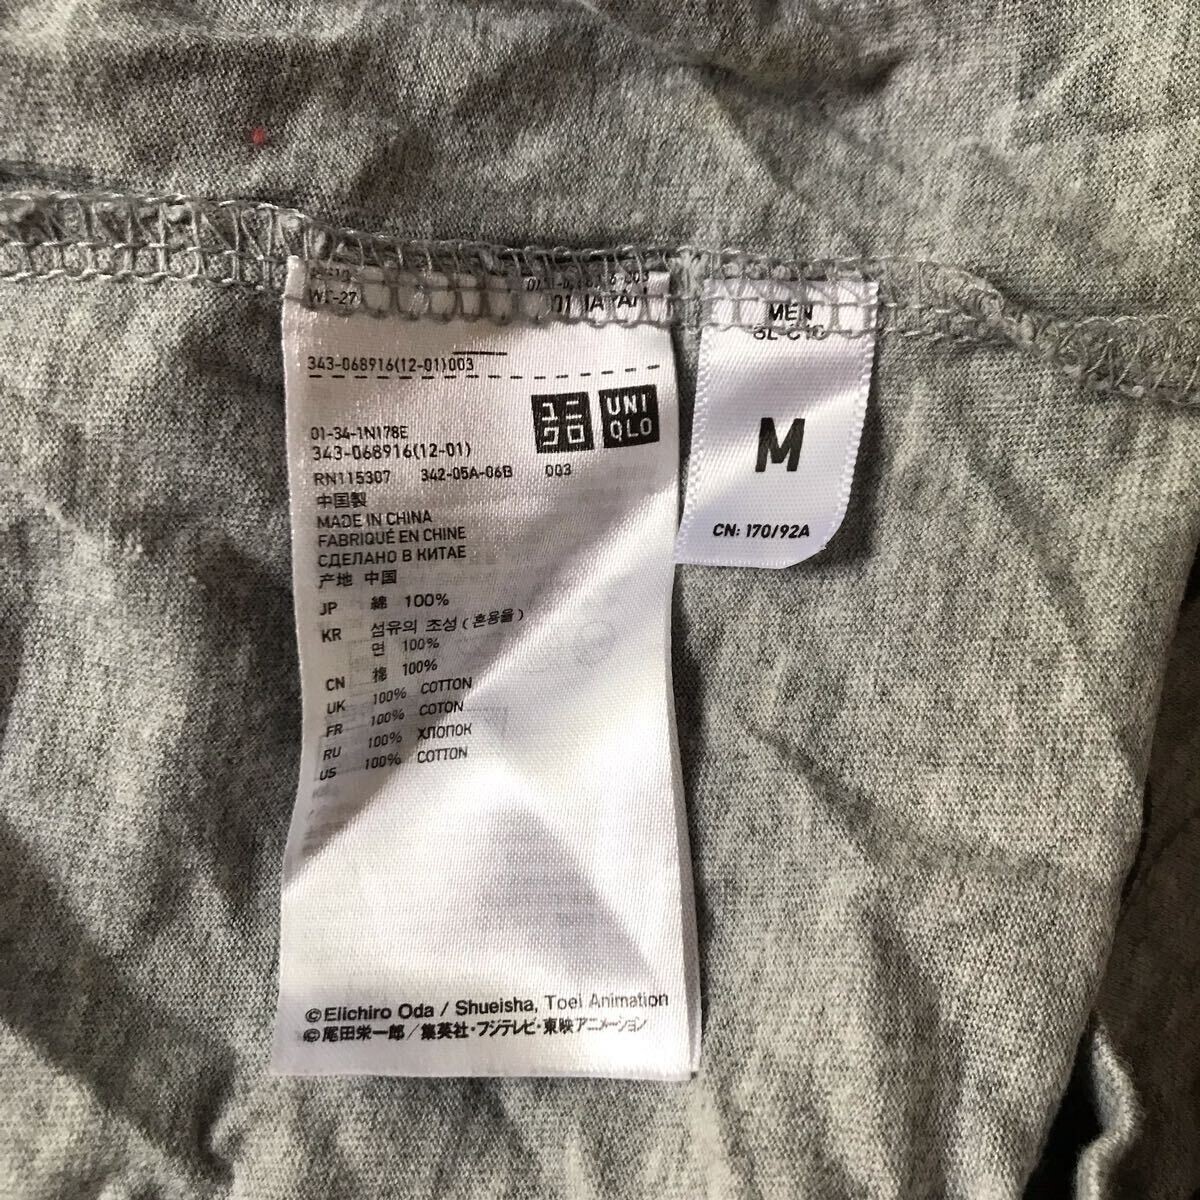 WF-27
343-068916(12-01)003
ユニ
クロ
UNI
QLO
01-34-1N178E
343-068916(12-01)
RN115307 342-05A-06B 003
中国製
MADE IN CHINA
FABRIQUÉ EN CHINE
СДЕЛАНО В КИТАЕ
产地 中国
JP 綿 100%
KR 섬유의 조성 (혼용율)
면 100%
CN 棉 100%
UK 100% COTTON
FR 100% COTON
RU 100% ХЛОПОК
US 100% COTTON
©Eiichiro Oda / Shueisha, Toei Animation
©尾田栄一郎／集英社・フジテレビ・東映アニメーション
MEN
M
CN: 170/92A